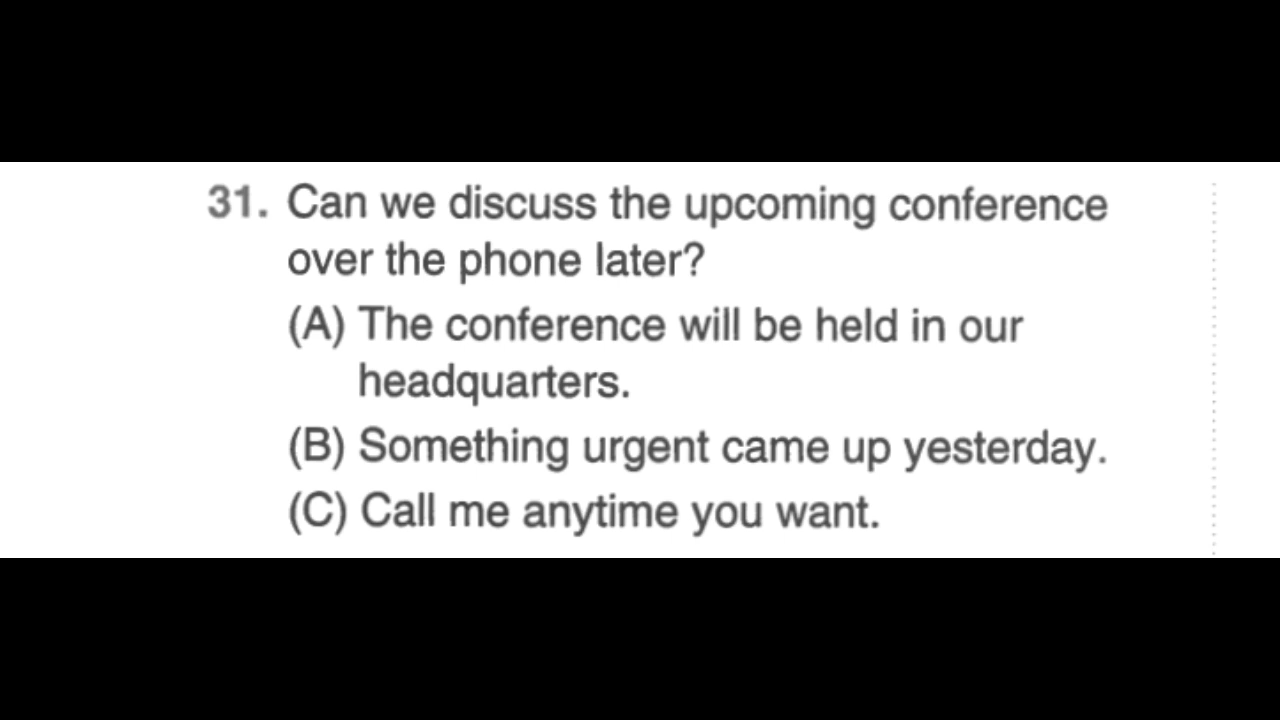 31. Can we discuss the upcoming conference
over the phone later?
(A) The conference will be held in our
headquarters.
(B) Something urgent came up yesterday.
(C) Call me anytime you want.